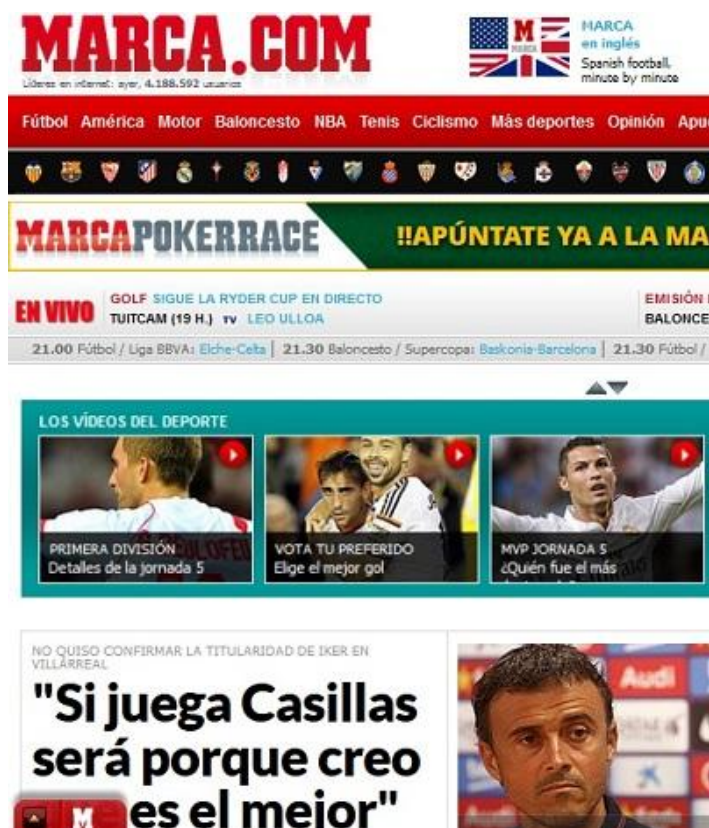 MARCA.COM
Líderes en internet: ayer, 4.188.592 usuarios
MARCA
MARCA
en inglés
Spanish football,
minute by minute
Fútbol América Motor Baloncesto NBA Tenis Ciclismo Más deportes Opinión Apue
MARCAPOKERRACE
!!APÚNTATE YA A LA MA
EN VIVO
GOLF SIGUE LA RYDER CUP EN DIRECTO
TUITCAM (19 H.) TV LEO ULLOA
EMISIÓN
BALONCE
21.00 Fútbol / Liga BBVA: Elche-Celta | 21.30 Baloncesto / Supercopa: Baskonia-Barcelona | 21.30 Fútbol /
LOS VÍDEOS DEL DEPORTE
PRIMERA DIVISIÓN
Detalles de la jornada 5
VOTA TU PREFERIDO
Elige el mejor gol
MVP JORNADA 5
¿Quién fue el más
NO QUISO CONFIRMAR LA TITULARIDAD DE IKER EN
VILLARREAL
"Si juega Casillas
será porque creo
es el mejor"
Audi
M